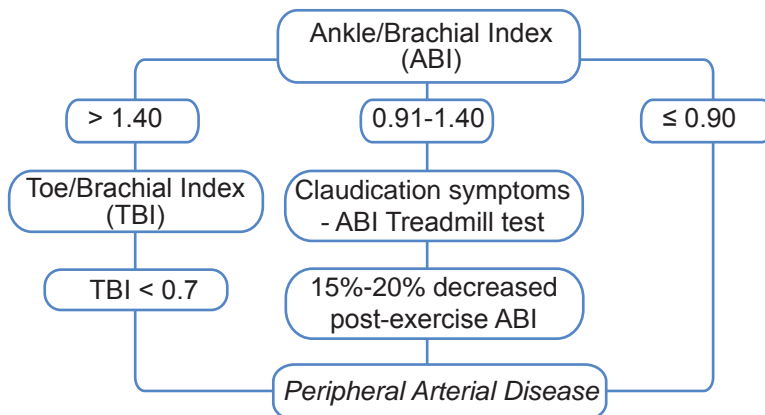 Ankle/Brachial Index
(ABI)
> 1.40
0.91-1.40
≤ 0.90
Toe/Brachial Index
(TBI)
Claudication symptoms
- ABI Treadmill test
TBI < 0.7
15%-20% decreased
post-exercise ABI
Peripheral Arterial Disease